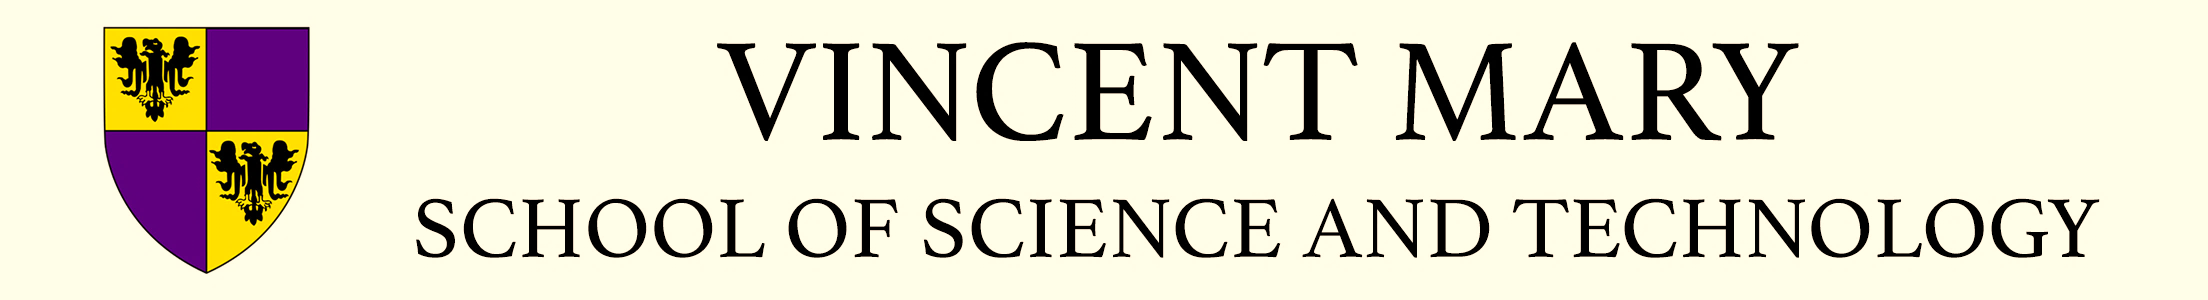 VINCENT MARY
SCHOOL OF SCIENCE AND TECHNOLOGY